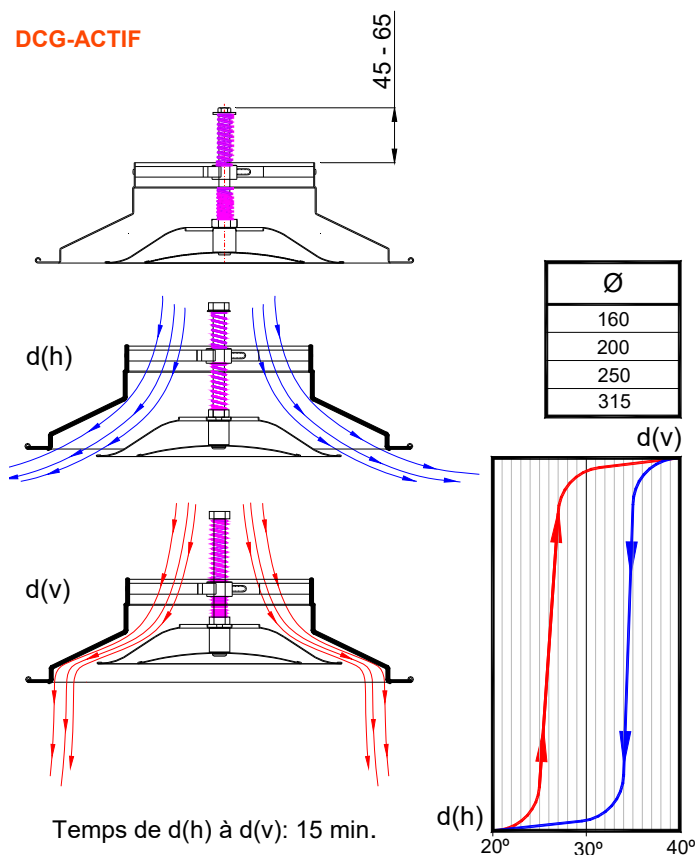 DCG-ACTIF
45 - 65
Ø
160
200
250
315
d(h)
d(v)
d(v)
d(h)
20º
30º
40º
Temps de d(h) à d(v): 15 min.